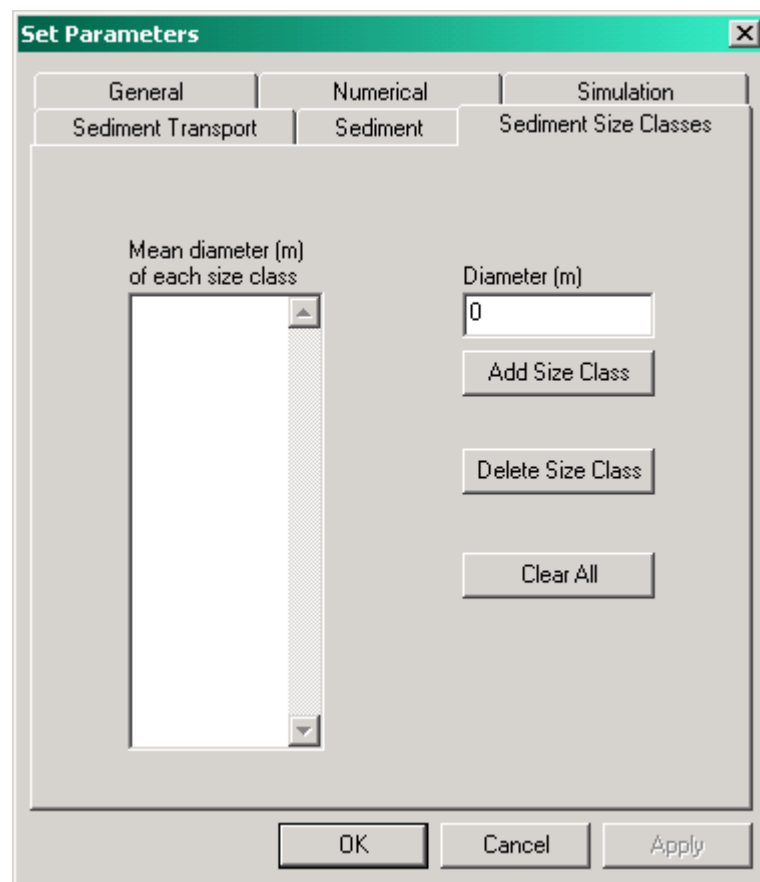 Set Parameters
General
Numerical
Simulation
Sediment Transport
Sediment
Sediment Size Classes
Mean diameter (m)
of each size class
Diameter (m)
0
Add Size Class
Delete Size Class
Clear All
OK
Cancel
Apply